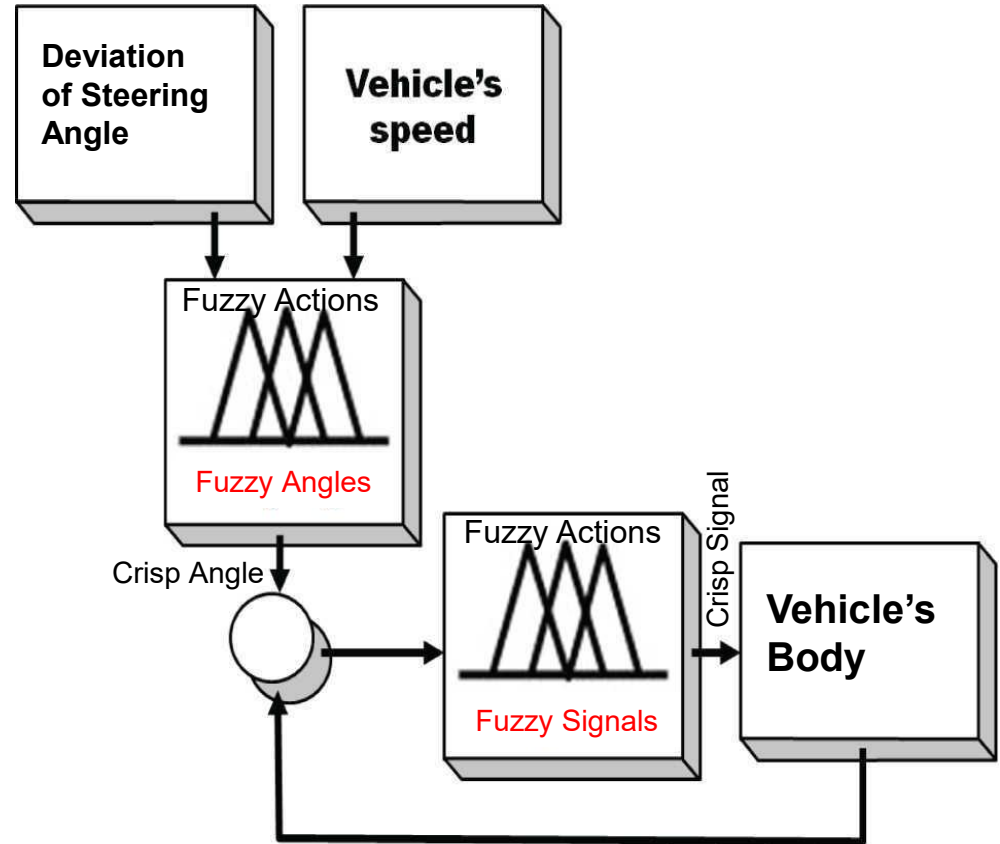 Deviation
of Steering
Angle
Vehicle's
speed
Fuzzy Actions
Fuzzy Angles
Crisp Angle
Fuzzy Actions
Fuzzy Signals
Crisp Signal
Vehicle's
Body